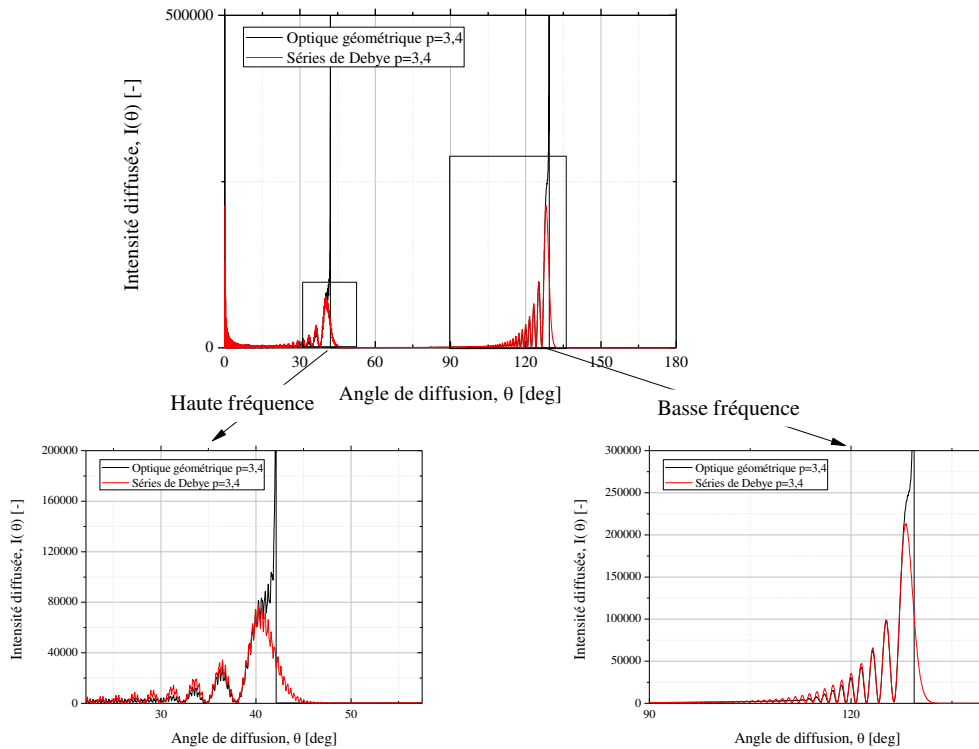 500000
0
Intensité diffusée, I(θ) [-]
Optique géométrique p=3,4
Séries de Debye p=3,4
0 30 60 90 120 150 180
Angle de diffusion, θ [deg]
Haute fréquence
Basse fréquence
200000
160000
120000
80000
40000
0
Intensité diffusée, I( θ) [-]
Optique géométrique p=3,4
Séries de Debye p=3,4
30 40 50
Angle de diffusion, θ [deg]
300000
250000
200000
150000
100000
50000
0
Intensité diffusée, I( θ) [-]
Optique géométrique p=3,4
Séries de Debye p=3,4
90 120
Angle de diffusion, θ [deg]